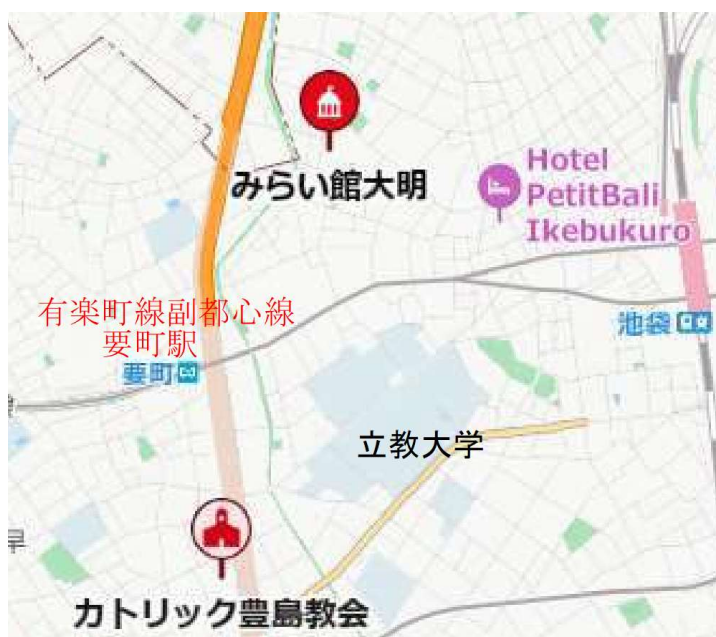 みらい館大明
Hotel
PetitBali
Ikebukuro
有楽町線副都心線
要町駅
池袋
要町
立教大学
早
カトリック豊島教会